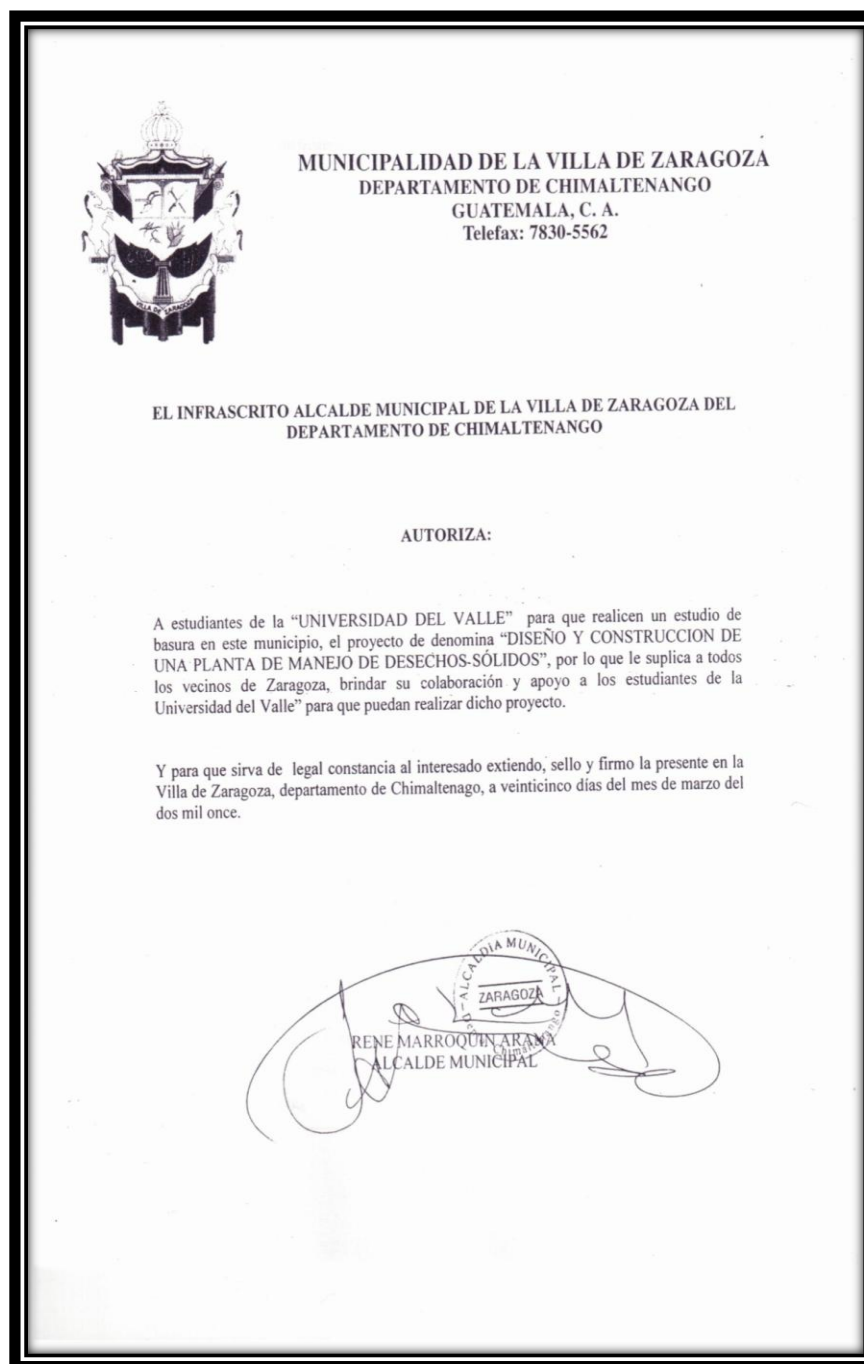 MUNICIPALIDAD DE LA VILLA DE ZARAGOZA
DEPARTAMENTO DE CHIMALTENANGO
GUATEMALA, C. A.
Telefax: 7830-5562
VILLA DE ZARAGOZA
EL INFRASCRITO ALCALDE MUNICIPAL DE LA VILLA DE ZARAGOZA DEL
DEPARTAMENTO DE CHIMALTENANGO
AUTORIZA:
A estudiantes de la “UNIVERSIDAD DEL VALLE” para que realicen un estudio de
basura en este municipio, el proyecto de denomina “DISEÑO Y CONSTRUCCION DE
UNA PLANTA DE MANEJO DE DESECHOS-SÓLIDOS”, por lo que le suplica a todos
los vecinos de Zaragoza, brindar su colaboración y apoyo a los estudiantes de la
Universidad del Valle” para que puedan realizar dicho proyecto.
Y para que sirva de legal constancia al interesado extiendo, sello y firmo la presente en la
Villa de Zaragoza, departamento de Chimaltenago, a veinticinco días del mes de marzo del
dos mil once.
ALCALDIA MUNICIPAL
ZARAGOZA
Dep. Chimaltenango
RENE MARROQUIN ARANA
ALCALDE MUNICIPAL